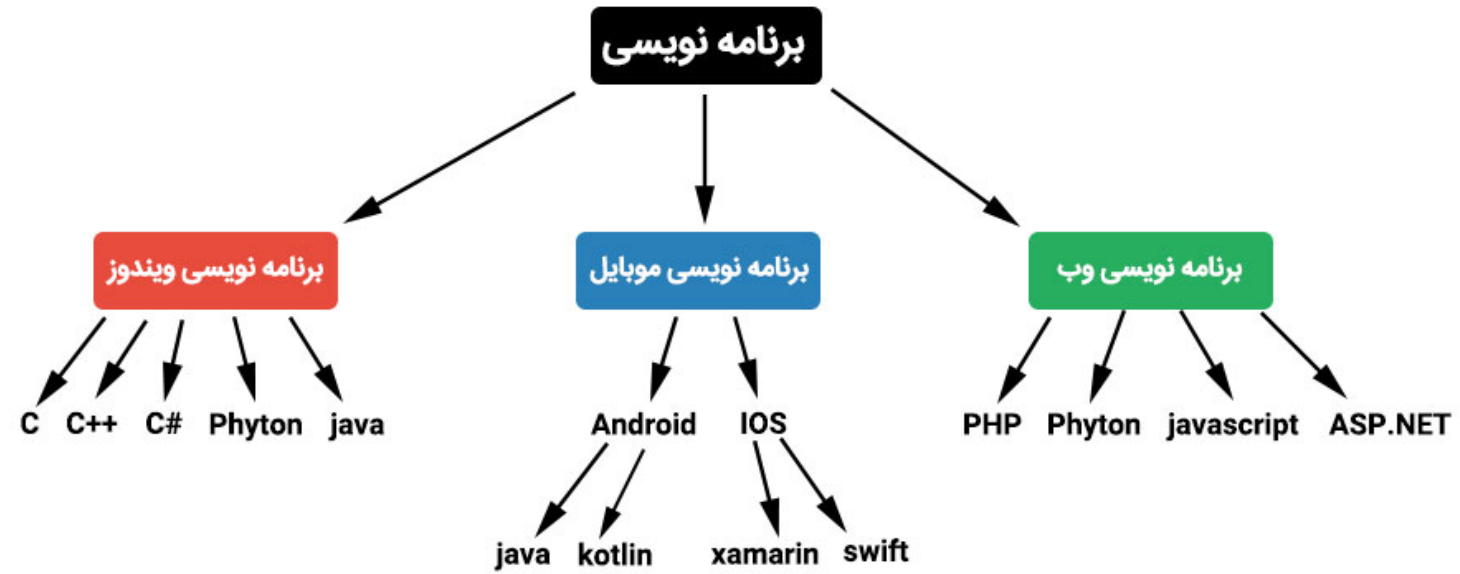 برنامه نویسی
برنامه نویسی ویندوز
برنامه نویسی موبایل
برنامه نویسی وب
C C++ C# Phyton java
Android IOS
PHP Phyton javascript ASP.NET
java kotlin xamarin swift